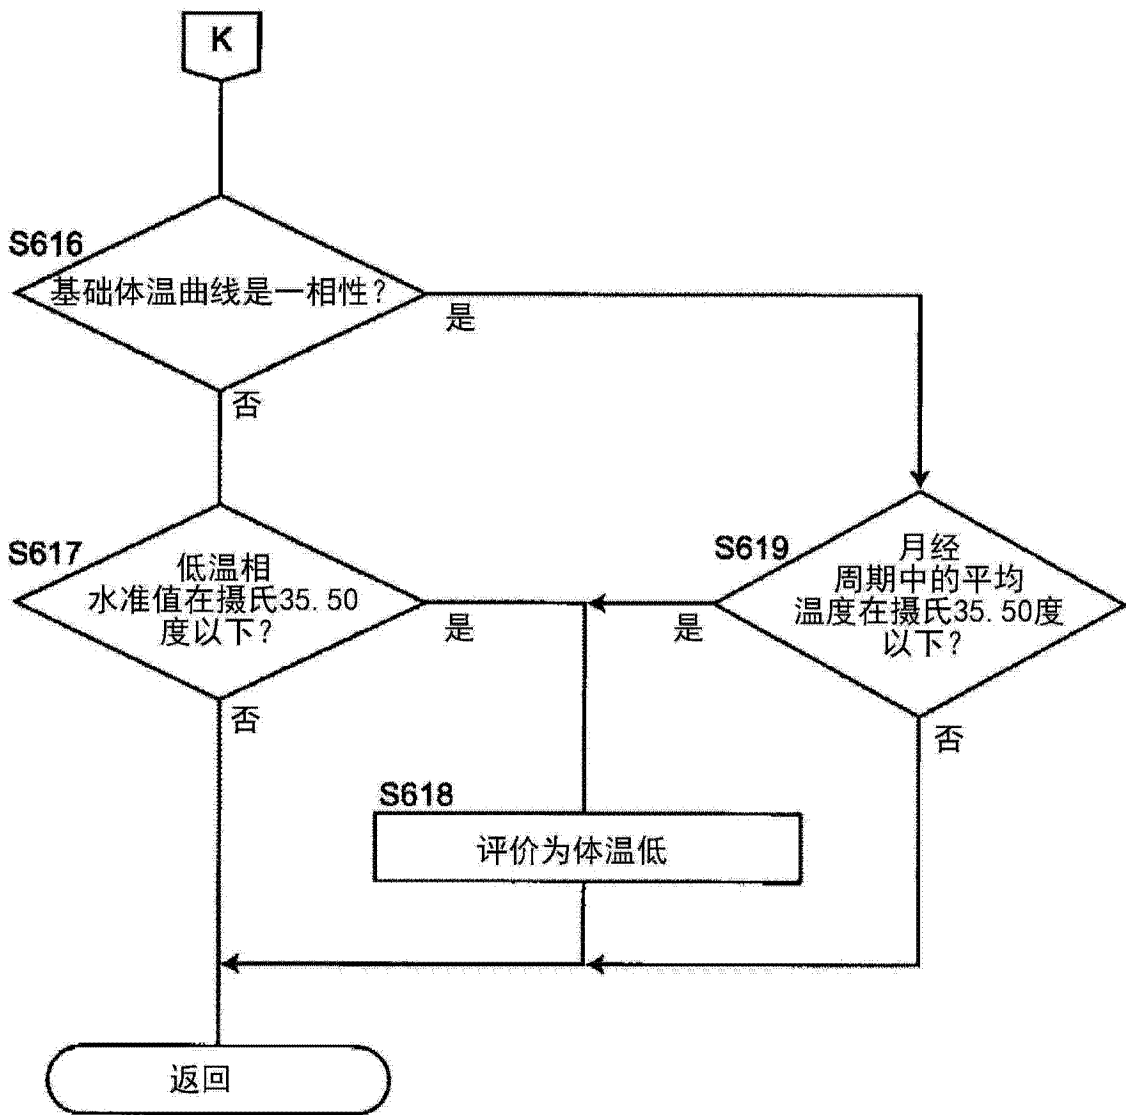 K
S616
基础体温曲线是一相性？
是
否
S617
低温相
水准值在摄氏35.50
度以下？
是
否
S619
月经
周期中的平均
温度在摄氏35.50度
以下？
是
否
S618
评价为体温低
返回